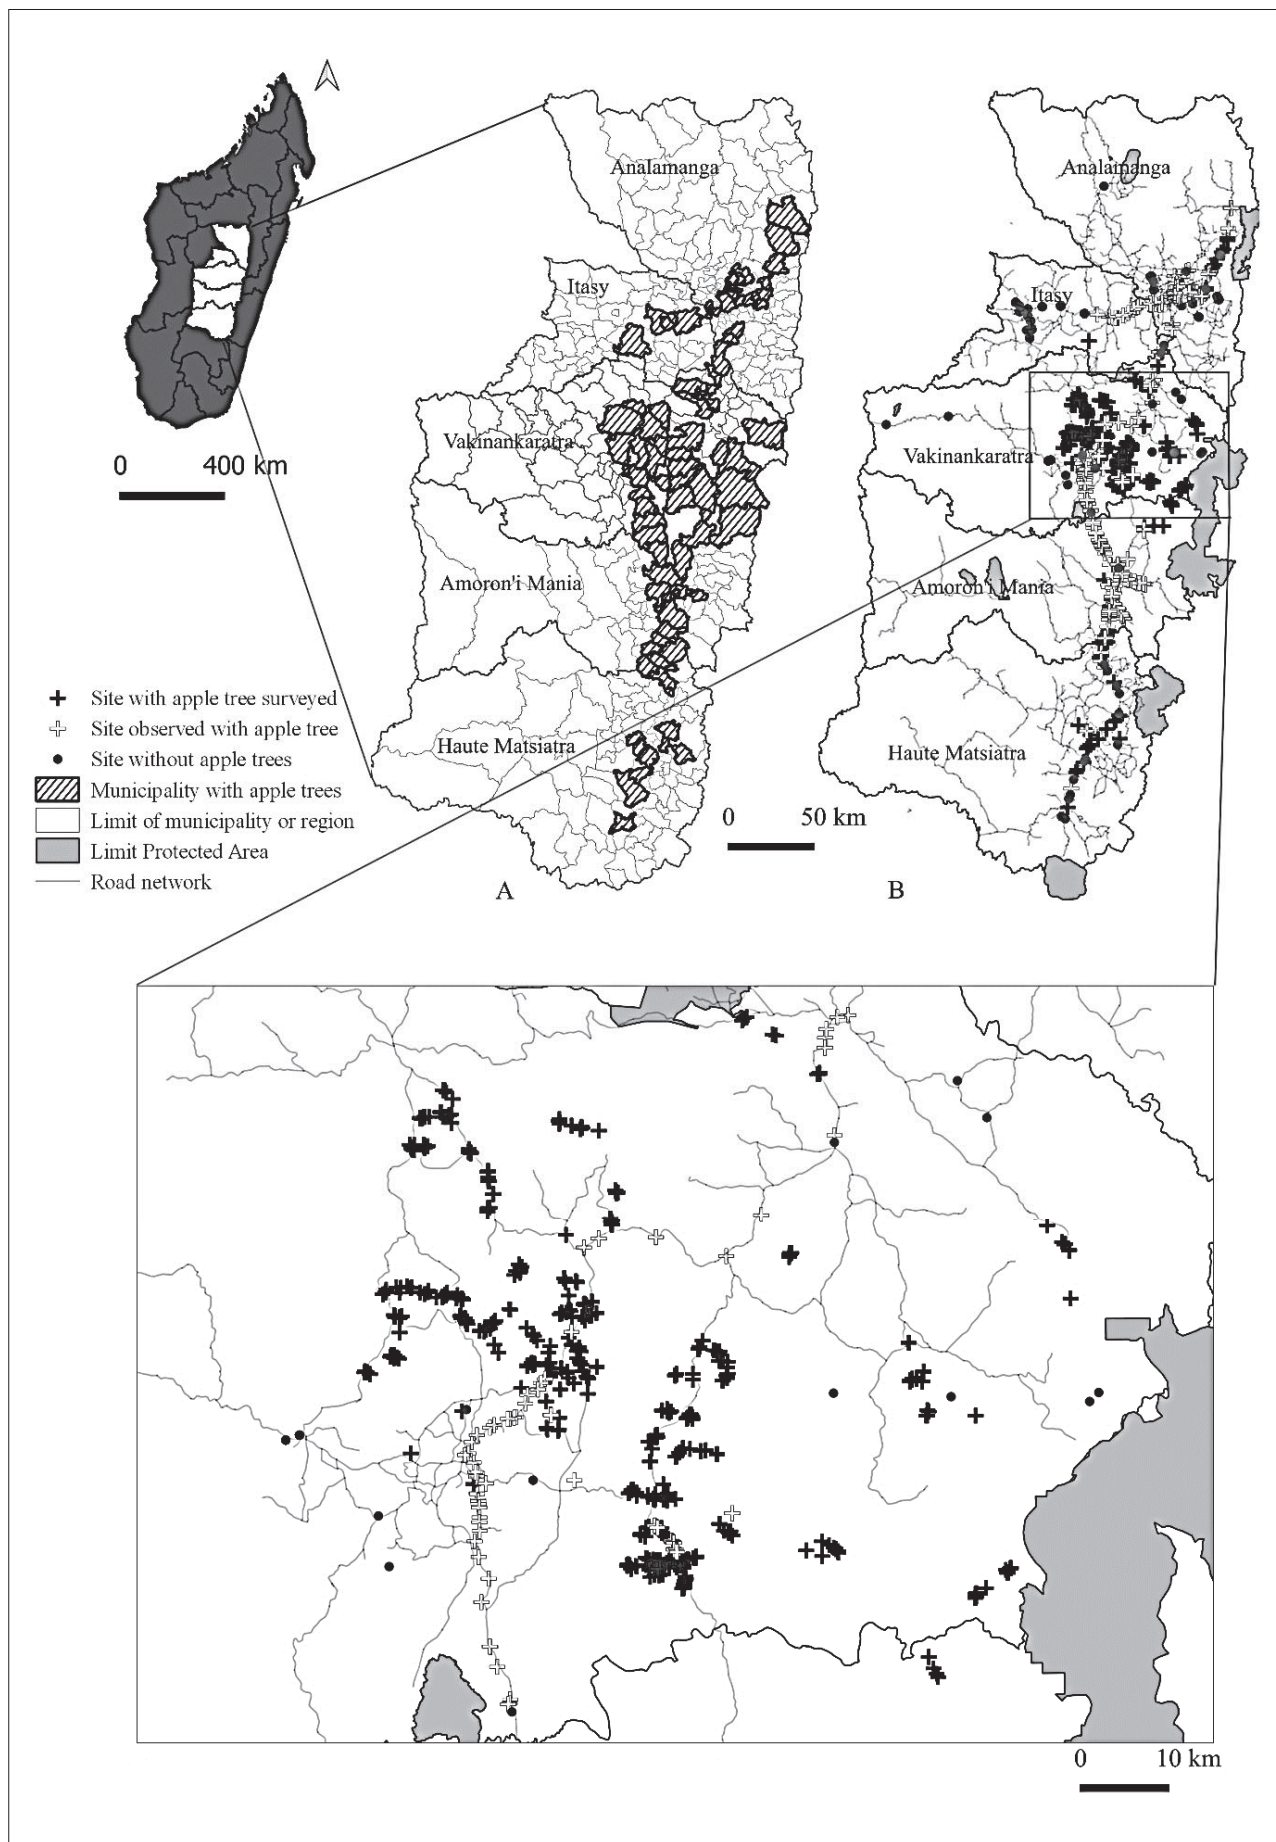 0 400 km
Analamanga
Itasy
Vakinankaratra
Amoron'i Mania
Haute Matsiatra
0 50 km
A
Analamanga
Itasy
Vakinankaratra
Amoron'i Mania
Haute Matsiatra
B
Site with apple tree surveyed
Site observed with apple tree
Site without apple trees
Municipality with apple trees
Limit of municipality or region
Limit Protected Area
Road network
0 10 km